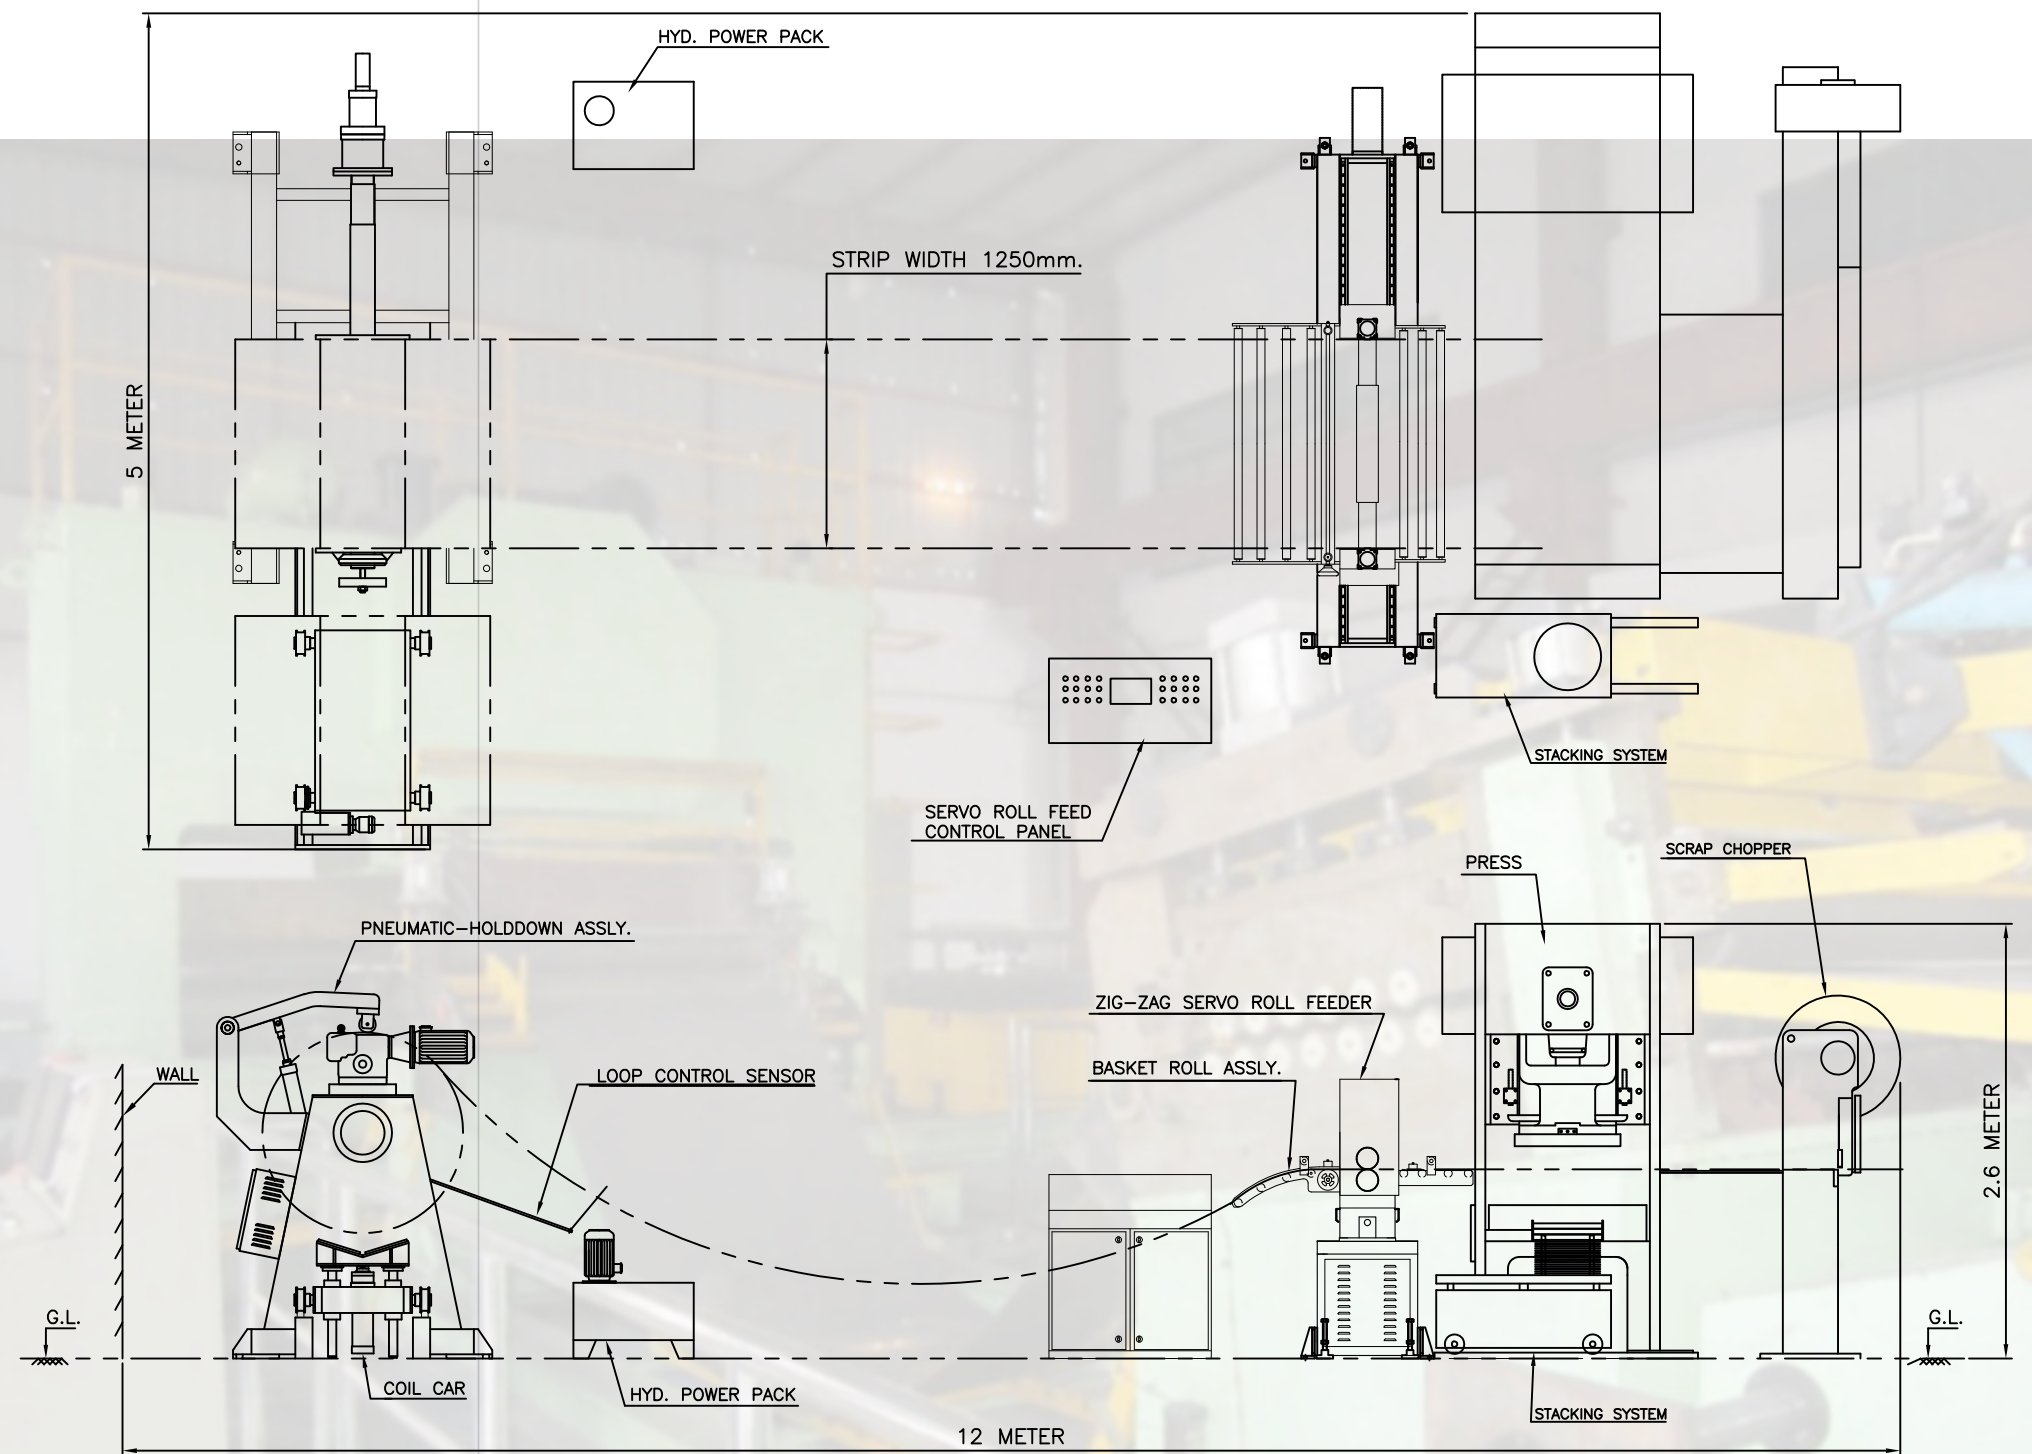 HYD. POWER PACK
STRIP WIDTH 1250mm.
5 METER
STACKING SYSTEM
SERVO ROLL FEED
CONTROL PANEL
PRESS
SCRAP CHOPPER
PNEUMATIC-HOLDDOWN ASSLY.
ZIG-ZAG SERVO ROLL FEEDER
BASKET ROLL ASSLY.
WALL
LOOP CONTROL SENSOR
2.6 METER
G.L.
G.L.
COIL CAR
HYD. POWER PACK
STACKING SYSTEM
12 METER